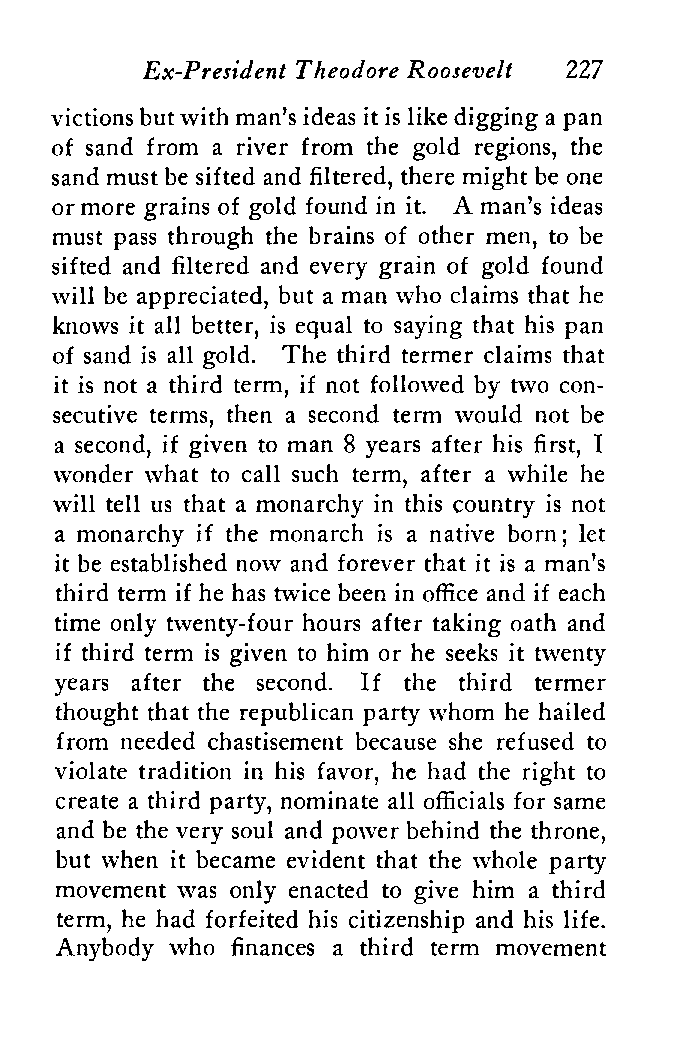 Ex-President Theodore Roosevelt 227
victions but with man's ideas it is like digging a pan
of sand from a river from the gold regions, the
sand must be sifted and filtered, there might be one
or more grains of gold found in it. A man's ideas
must pass through the brains of other men, to be
sifted and filtered and every grain of gold found
will be appreciated, but a man who claims that he
knows it all better, is equal to saying that his pan
of sand is all gold. The third termer claims that
it is not a third term, if not followed by two con-
secutive terms, then a second term would not be
a second, if given to man 8 years after his first, I
wonder what to call such term, after a while he
will tell us that a monarchy in this country is not
a monarchy if the monarch is a native born; let
it be established now and forever that it is a man's
third term if he has twice been in office and if each
time only twenty-four hours after taking oath and
if third term is given to him or he seeks it twenty
years after the second. If the third termer
thought that the republican party whom he hailed
from needed chastisement because she refused to
violate tradition in his favor, he had the right to
create a third party, nominate all officials for same
and be the very soul and power behind the throne,
but when it became evident that the whole party
movement was only enacted to give him a third
term, he had forfeited his citizenship and his life.
Anybody who finances a third term movement